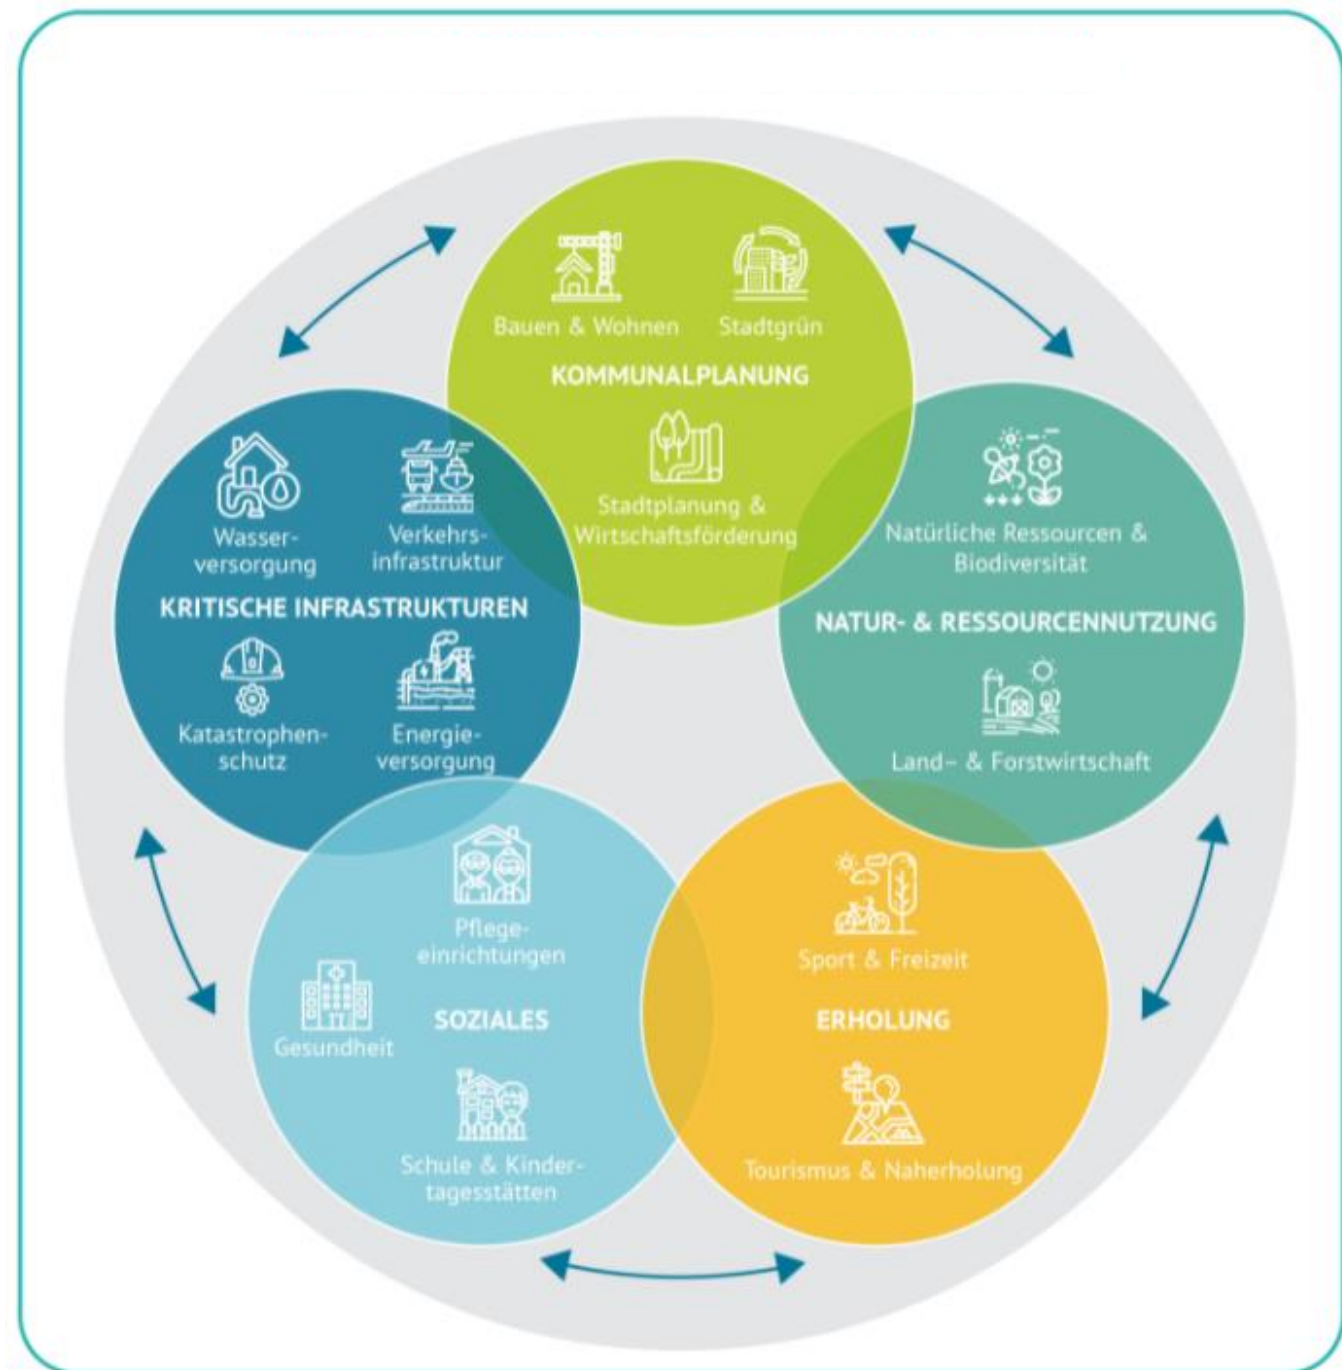 Bauen & Wohnen
Stadtgrün
KOMMUNALPLANUNG
Stadtplanung &
Wirtschaftsförderung
Wasser-
versorgung
Verkehrs-
infrastruktur
KRITISCHE INFRASTRUKTUREN
Katastrophen-
schutz
Energie-
versorgung
Natürliche Ressourcen &
Biodiversität
NATUR- & RESSOURCENNUTZUNG
Land- & Forstwirtschaft
Pflege-
einrichtungen
Gesundheit
SOZIALES
Schule & Kinder-
tagesstätten
Sport & Freizeit
ERHOLUNG
Tourismus & Naherholung